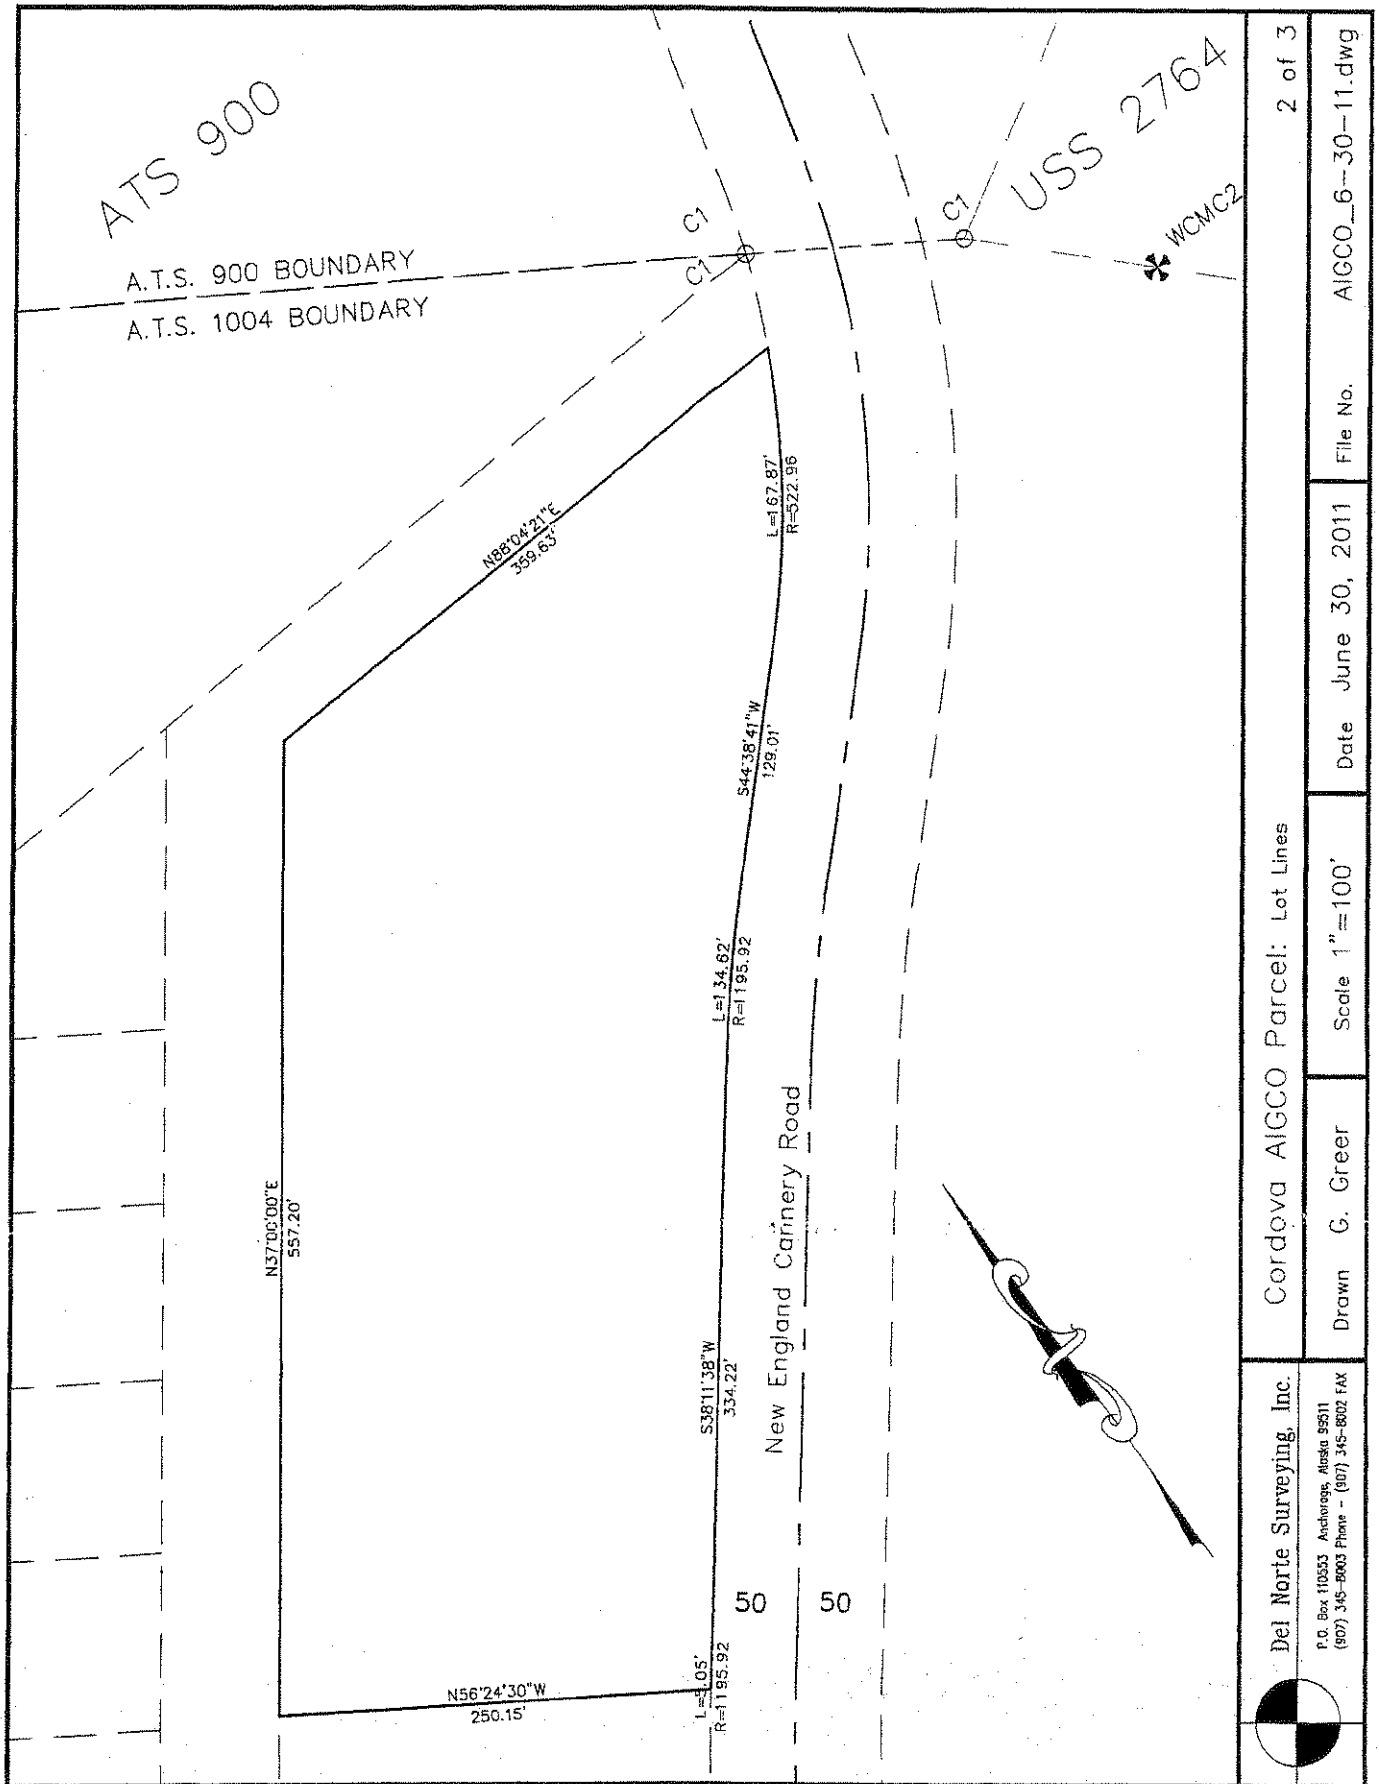 ATS 900
A.T.S. 900 BOUNDARY
A.T.S. 1004 BOUNDARY
C1
C1
C1
USS 2764
WCMC2
N88°04'21"E
359.63'
L=167.87'
R=522.96
S44°38'41"W
129.01'
L=134.62'
R=1195.92
N37°00'00"E
557.20'
S38°11'38"W
334.22'
New England Cannery Road
50
50
L=5.05'
R=1195.92
N56°24'30"W
250.15'
Del Norte Surveying, Inc.
P.O. Box 110553 Anchorage, Alaska 99511
(907) 345-8003 Phone - (907) 345-8002 FAX
Cordova AIGCO Parcel: Lot Lines
2 of 3
Drawn G. Greer
Scale 1"=100'
Date June 30, 2011
File No. AIGCO_6-30-11.dwg